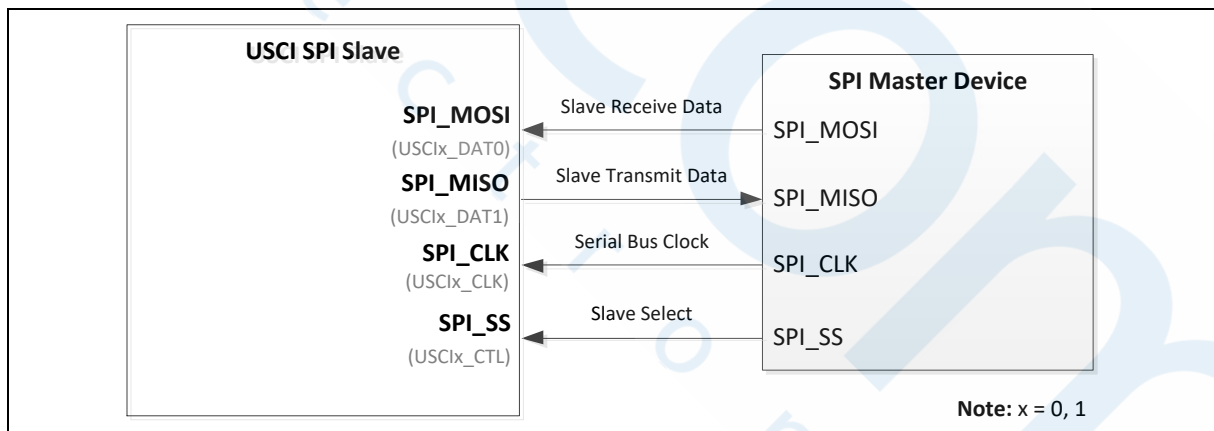 USCI SPI Slave
SPI Master Device
SPI_MOSI
(USCIx_DAT0)
Slave Receive Data
SPI_MOSI
SPI_MISO
(USCIx_DAT1)
Slave Transmit Data
SPI_MISO
SPI_CLK
(USCIx_CLK)
Serial Bus Clock
SPI_CLK
SPI_SS
(USCIx_CTL)
Slave Select
SPI_SS
Note: x = 0, 1